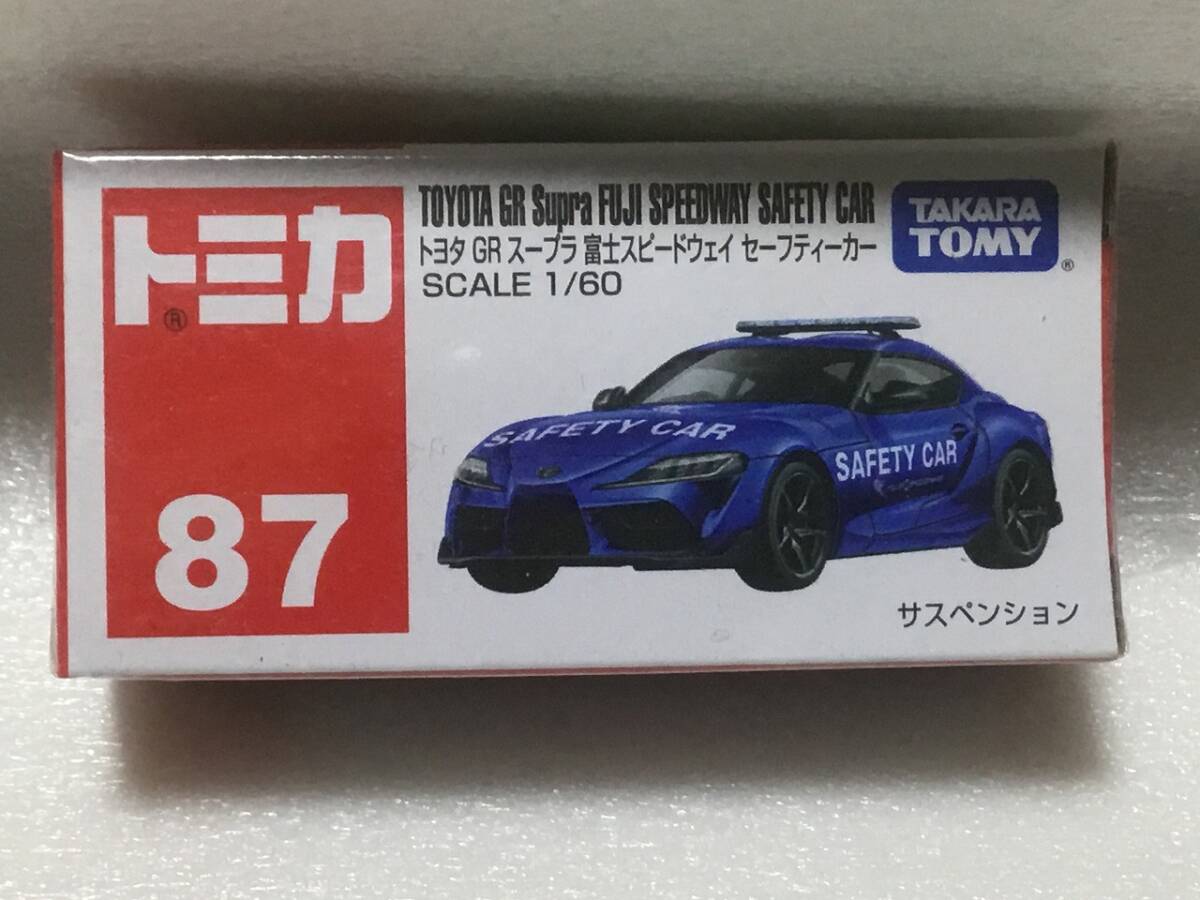 トミカ
®
87
TOYOTA GR Supra FUJI SPEEDWAY SAFETY CAR
トヨタ GR スープラ 富士スピードウェイ セーフティーカー
SCALE 1/60
TAKARA
TOMY
®
SAFETY CAR
SAFETY CAR
サスペンション